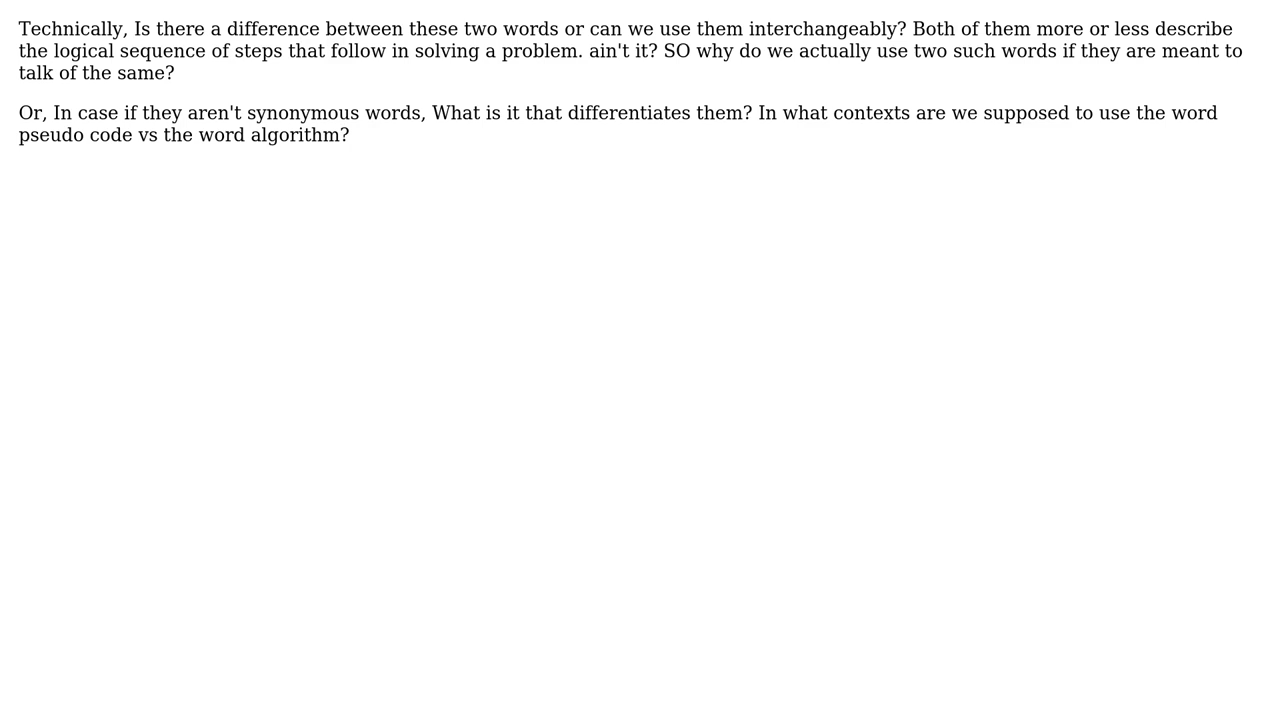 Technically, Is there a difference between these two words or can we use them interchangeably? Both of them more or less describe
the logical sequence of steps that follow in solving a problem. ain't it? SO why do we actually use two such words if they are meant to
talk of the same?
Or, In case if they aren't synonymous words, What is it that differentiates them? In what contexts are we supposed to use the word
pseudo code vs the word algorithm?